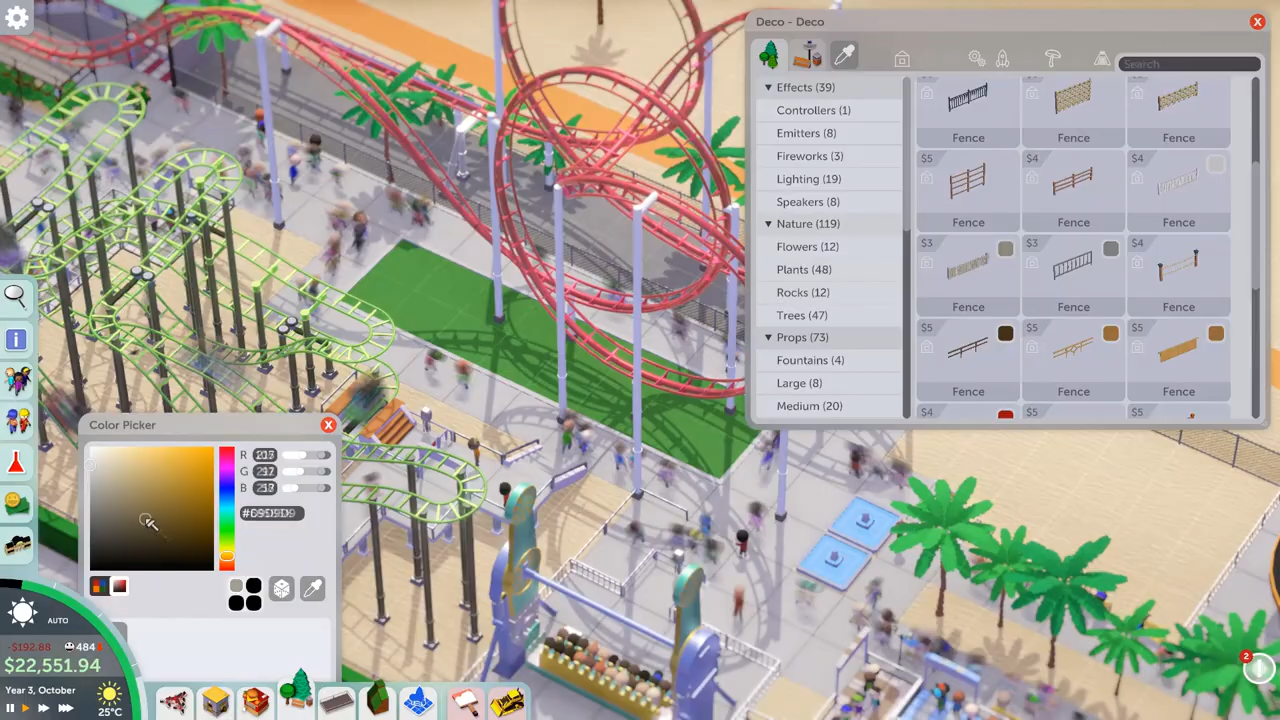 Deco - Deco
Search
Effects (39)
Controllers (1)
Emitters (8)
Fireworks (3)
Lighting (19)
Speakers (8)
Nature (119)
Flowers (12)
Plants (48)
Rocks (12)
Trees (47)
Props (73)
Fountains (4)
Large (8)
Medium (20)
Fence
Fence
Fence
$5
$4
$4
Fence
Fence
Fence
$3
$3
$4
Fence
Fence
Fence
$5
$5
$5
Fence
Fence
Fence
$4
$5
$5
Color Picker
R
G
B
AUTO
-$192.88
484
$22,551.94
Year 3, October
25°C
2